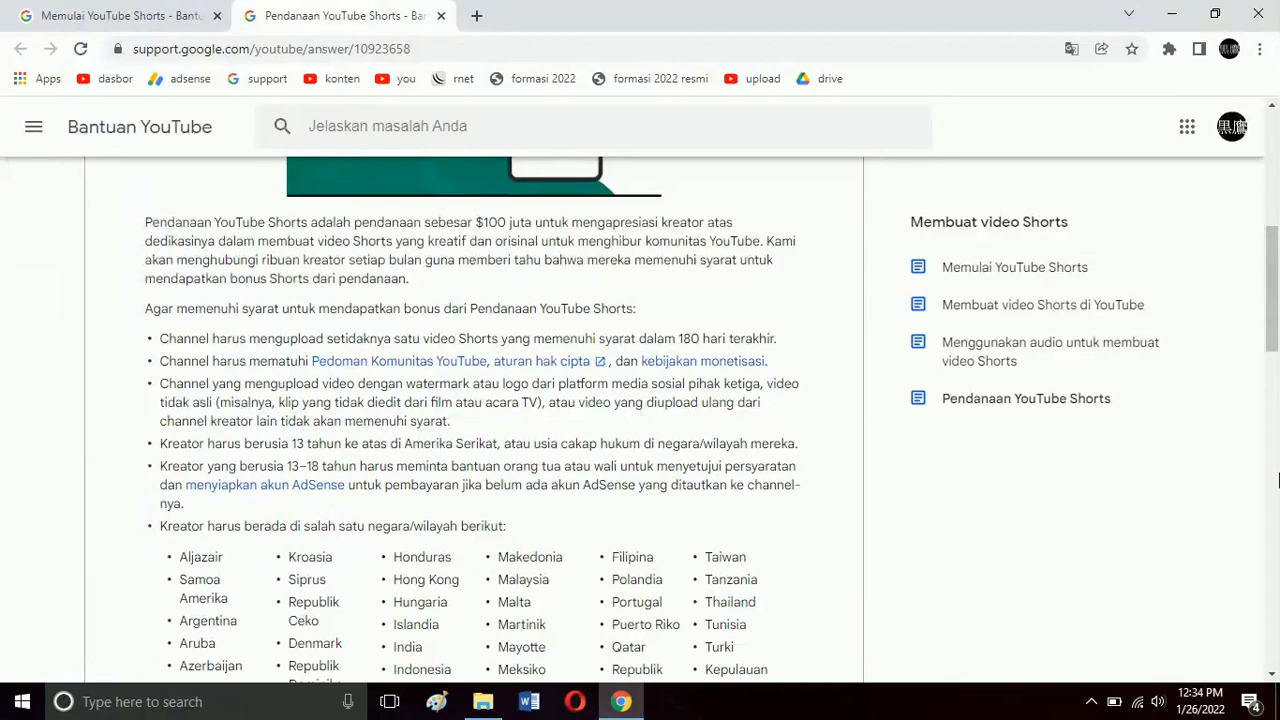 Memulai YouTube Shorts - Bantu
Pendanaan YouTube Shorts - Ban
support.google.com/youtube/answer/10923658
Apps
dasbor
adsense
support
konten
you
rnet
formasi 2022
formasi 2022 resmi
upload
drive
Bantuan YouTube
Jelaskan masalah Anda
黒鷹
黒鷹
Pendanaan YouTube Shorts adalah pendanaan sebesar $100 juta untuk mengapresiasi kreator atas
dedikasinya dalam membuat video Shorts yang kreatif dan orisinal untuk menghibur komunitas YouTube. Kami
akan menghubungi ribuan kreator setiap bulan guna memberi tahu bahwa mereka memenuhi syarat untuk
mendapatkan bonus Shorts dari pendanaan.
Agar memenuhi syarat untuk mendapatkan bonus dari Pendanaan YouTube Shorts:
• Channel harus mengupload setidaknya satu video Shorts yang memenuhi syarat dalam 180 hari terakhir.
• Channel harus mematuhi Pedoman Komunitas YouTube, aturan hak cipta , dan kebijakan monetisasi.
• Channel yang mengupload video dengan watermark atau logo dari platform media sosial pihak ketiga, video
tidak asli (misalnya, klip yang tidak diedit dari film atau acara TV), atau video yang diupload ulang dari
channel kreator lain tidak akan memenuhi syarat.
• Kreator harus berusia 13 tahun ke atas di Amerika Serikat, atau usia cakap hukum di negara/wilayah mereka.
• Kreator yang berusia 13–18 tahun harus meminta bantuan orang tua atau wali untuk menyetujui persyaratan
dan menyiapkan akun AdSense untuk pembayaran jika belum ada akun AdSense yang ditautkan ke channel-
nya.
• Kreator harus berada di salah satu negara/wilayah berikut:
• Aljazair
• Samoa
Amerika
• Argentina
• Aruba
• Azerbaijan
• Kroasia
• Siprus
• Republik
Ceko
• Denmark
• Republik
• Honduras
• Hong Kong
• Hungaria
• Islandia
• India
• Indonesia
• Makedonia
• Malaysia
• Malta
• Martinik
• Mayotte
• Meksiko
• Filipina
• Polandia
• Portugal
• Puerto Riko
• Qatar
• Republik
• Taiwan
• Tanzania
• Thailand
• Tunisia
• Turki
• Kepulauan
Membuat video Shorts
Memulai YouTube Shorts
Membuat video Shorts di YouTube
Menggunakan audio untuk membuat
video Shorts
Pendanaan YouTube Shorts
Type here to search
12:34 PM
1/26/2022
4